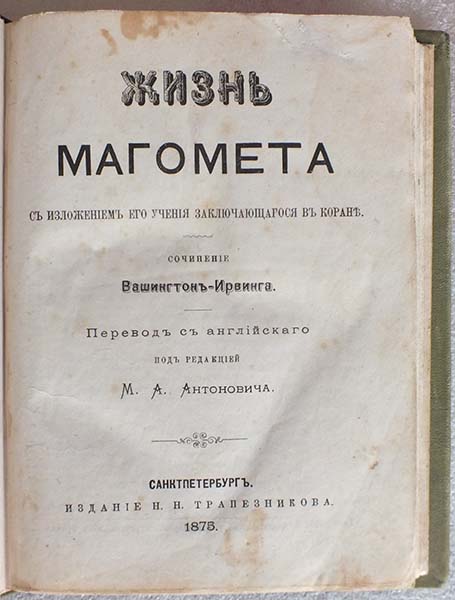 ЖИЗНЬ
МАГОМЕТА
СЪ ИЗЛОЖЕНІЕМЪ ЕГО УЧЕНІЯ ЗАКЛЮЧАЮЩАГОСЯ ВЪ КОРАНѢ.
СОЧИНЕНІЕ
Вашингтонъ-Ирвинга.
Переводъ съ англійскаго
ПОДЪ РЕДАКЦІЕЙ
М. А. Антоновича.
САНКТПЕТЕРБУРГЪ.
ИЗДАНІЕ Н. Н. ТРАПЕЗНИКОВА.
1875.